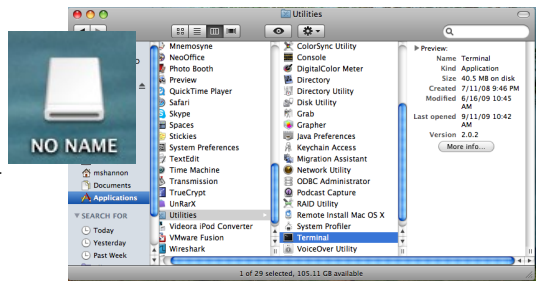 Utilities
NO NAME
mshannon
Documents
Applications
SEARCH FOR
Today
Yesterday
Past Week
Mnemosyne
NeoOffice
Photo Booth
Preview
QuickTime Player
Safari
Skype
Spaces
Stickies
System Preferences
TextEdit
Time Machine
Transmission
TrueCrypt
UnRarX
Utilities
Videora iPod Converter
VMware Fusion
Wireshark
ColorSync Utility
Console
DigitalColor Meter
Directory
Directory Utility
Disk Utility
Grab
Grapher
Java Preferences
Keychain Access
Migration Assistant
Network Utility
ODBC Administrator
Podcast Capture
RAID Utility
Remote Install Mac OS X
System Profiler
Terminal
VoiceOver Utility
Preview:
Name Terminal
Kind Application
Size 40.5 MB on disk
Created 7/11/08 9:46 PM
Modified 6/16/09 10:45
AM
Last opened 9/11/09 10:42
AM
Version 2.0.2
More info...
1 of 29 selected, 105.11 GB available